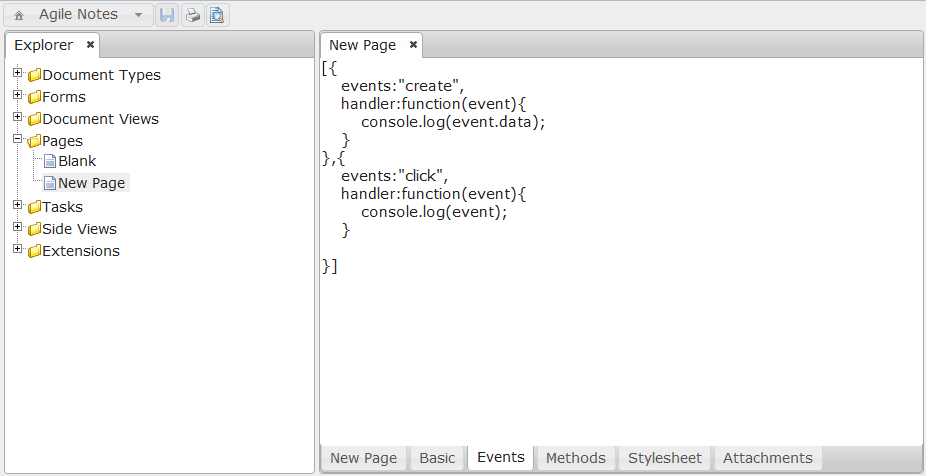 Agile Notes
Explorer
Document Types
Forms
Document Views
Pages
Blank
New Page
Tasks
Side Views
Extensions
New Page
[{
    events:"create",
    handler:function(event){
        console.log(event.data);
    }
},{
    events:"click",
    handler:function(event){
        console.log(event);
    }
}]
New Page Basic Events Methods Stylesheet Attachments